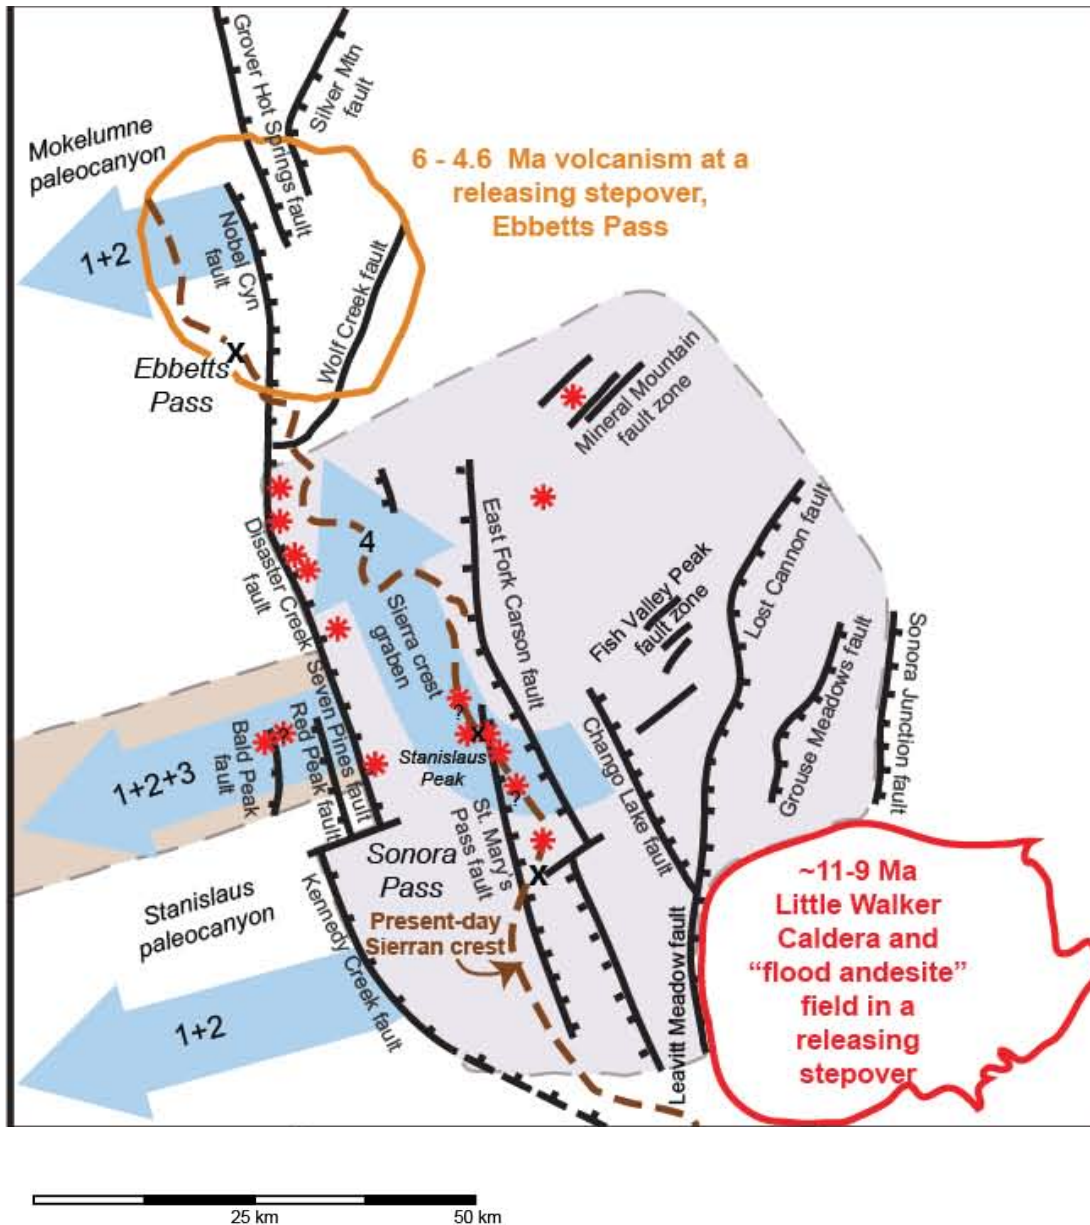 Grover Hot Springs fault
Silver Mtn
fault
Mokelumne
paleocanyon
6 - 4.6 Ma volcanism at a
releasing stepover,
Ebbetts Pass
1+2
Nobel Cyn
fault
Wolf Creek fault
x
Ebbetts
Pass
Mineral Mountain
fault zone
Disaster Creek
fault
4
East Fork Carson fault
Sierra crest
graben
Fish Valley Peak
fault zone
Lost Cannon fault
Grouse Meadows fault
Sonora Junction fault
Seven Pines fault
Red Peak fault
Bald Peak
fault
?
1+2+3
?
x
Stanislaus
Peak
?
St. Mary's
Pass fault
Chango Lake fault
Sonora
Pass
x
Stanislaus
paleocanyon
Kennedy Creek fault
Present-day
Sierran crest
1+2
Leavitt Meadow fault
~11-9 Ma
Little Walker
Caldera and
“flood andesite”
field in a
releasing
stepover
25 km
50 km